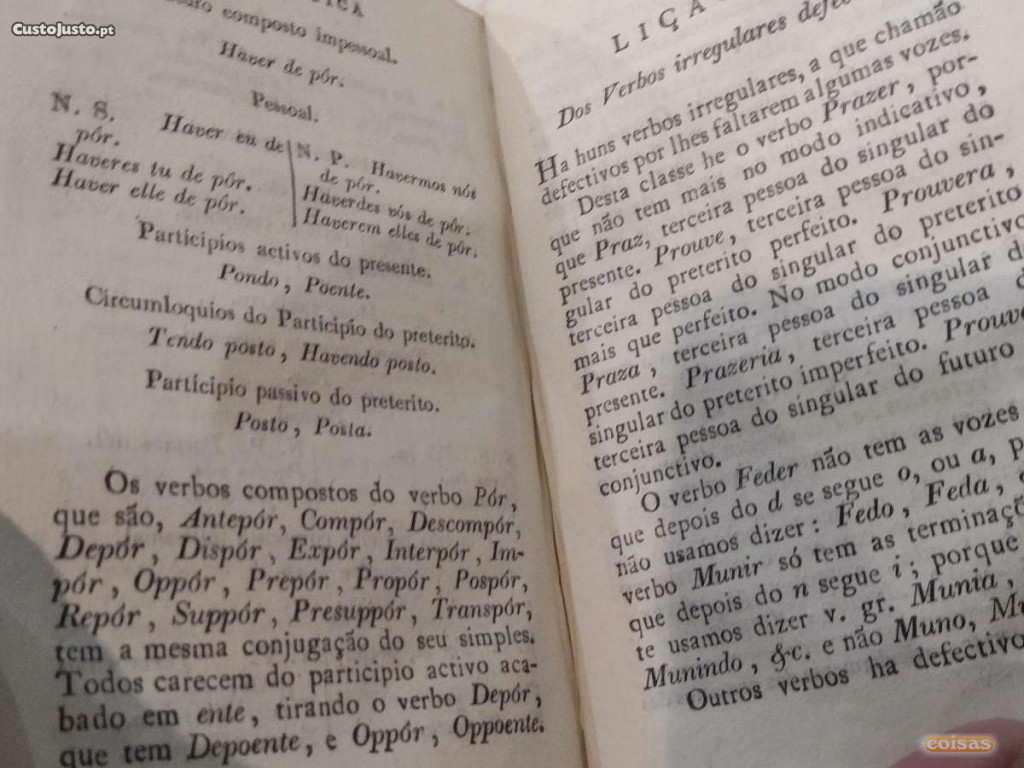 CustoJusto.pt
composto impessoal.
Haver de pôr.
Pessoal.
N. S. Haver eu de
pôr.
Haveres tu de pôr.
Haver elle de pôr.
N. P. Havermos nós
de pôr.
Haverdes vós de pôr.
Haverem elles de pôr.
Participios activos do presente.
Pondo, Poente.
Circumloquios do Participio do preterito.
Tendo posto, Havendo posto.
Participio passivo do preterito.
Posto, Posta.
Os verbos compostos do verbo Pôr,
que são, Antepôr, Compôr, Descompôr,
Depôr, Dispôr, Expôr, Interpôr, Im-
pôr, Oppôr, Prepôr, Propôr, Pospôr,
Repôr, Suppôr, Presuppôr, Transpôr,
tem a mesma conjugação do seu simples.
Todos carecem do participio activo aca-
bado em ente, tirando o verbo Depôr,
que tem Depoente, e Oppôr, Oppoente.
LIÇÃ
Dos Verbos irregulares defe
Ha huns verbos irregulares, a que chamão
defectivos por lhes faltarem algumas vozes.
Desta classe he o verbo Prazer, por-
que não tem mais no modo indicativo,
que Praz, terceira pessoa do singular do
presente. Prouve, terceira pessoa do sin-
gular do preterito perfeito. Prouvera,
terceira pessoa do singular do preterito
mais que perfeito. No modo conjunctivo
Praza, terceira pessoa do singular d
presente. Prazeria, terceira pessoa d
singular do preterito imperfeito. Prouve
terceira pessoa do singular do futuro
conjunctivo.
O verbo Feder não tem as vozes
que depois do d se segue o, ou a, p
não usamos dizer: Fedo, Feda,
verbo Munir só tem as terminaçõ
que depois do n segue i; porque
te usamos dizer v. gr. Munia,
Munindo, &c. e não Muno, Mu
Outros verbos ha defectivo
coisas